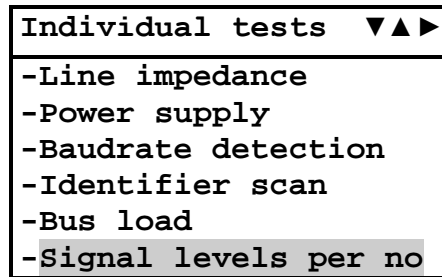 Individual tests ▼▲►
-Line impedance
-Power supply
-Baudrate detection
-Identifier scan
-Bus load
-Signal levels per no